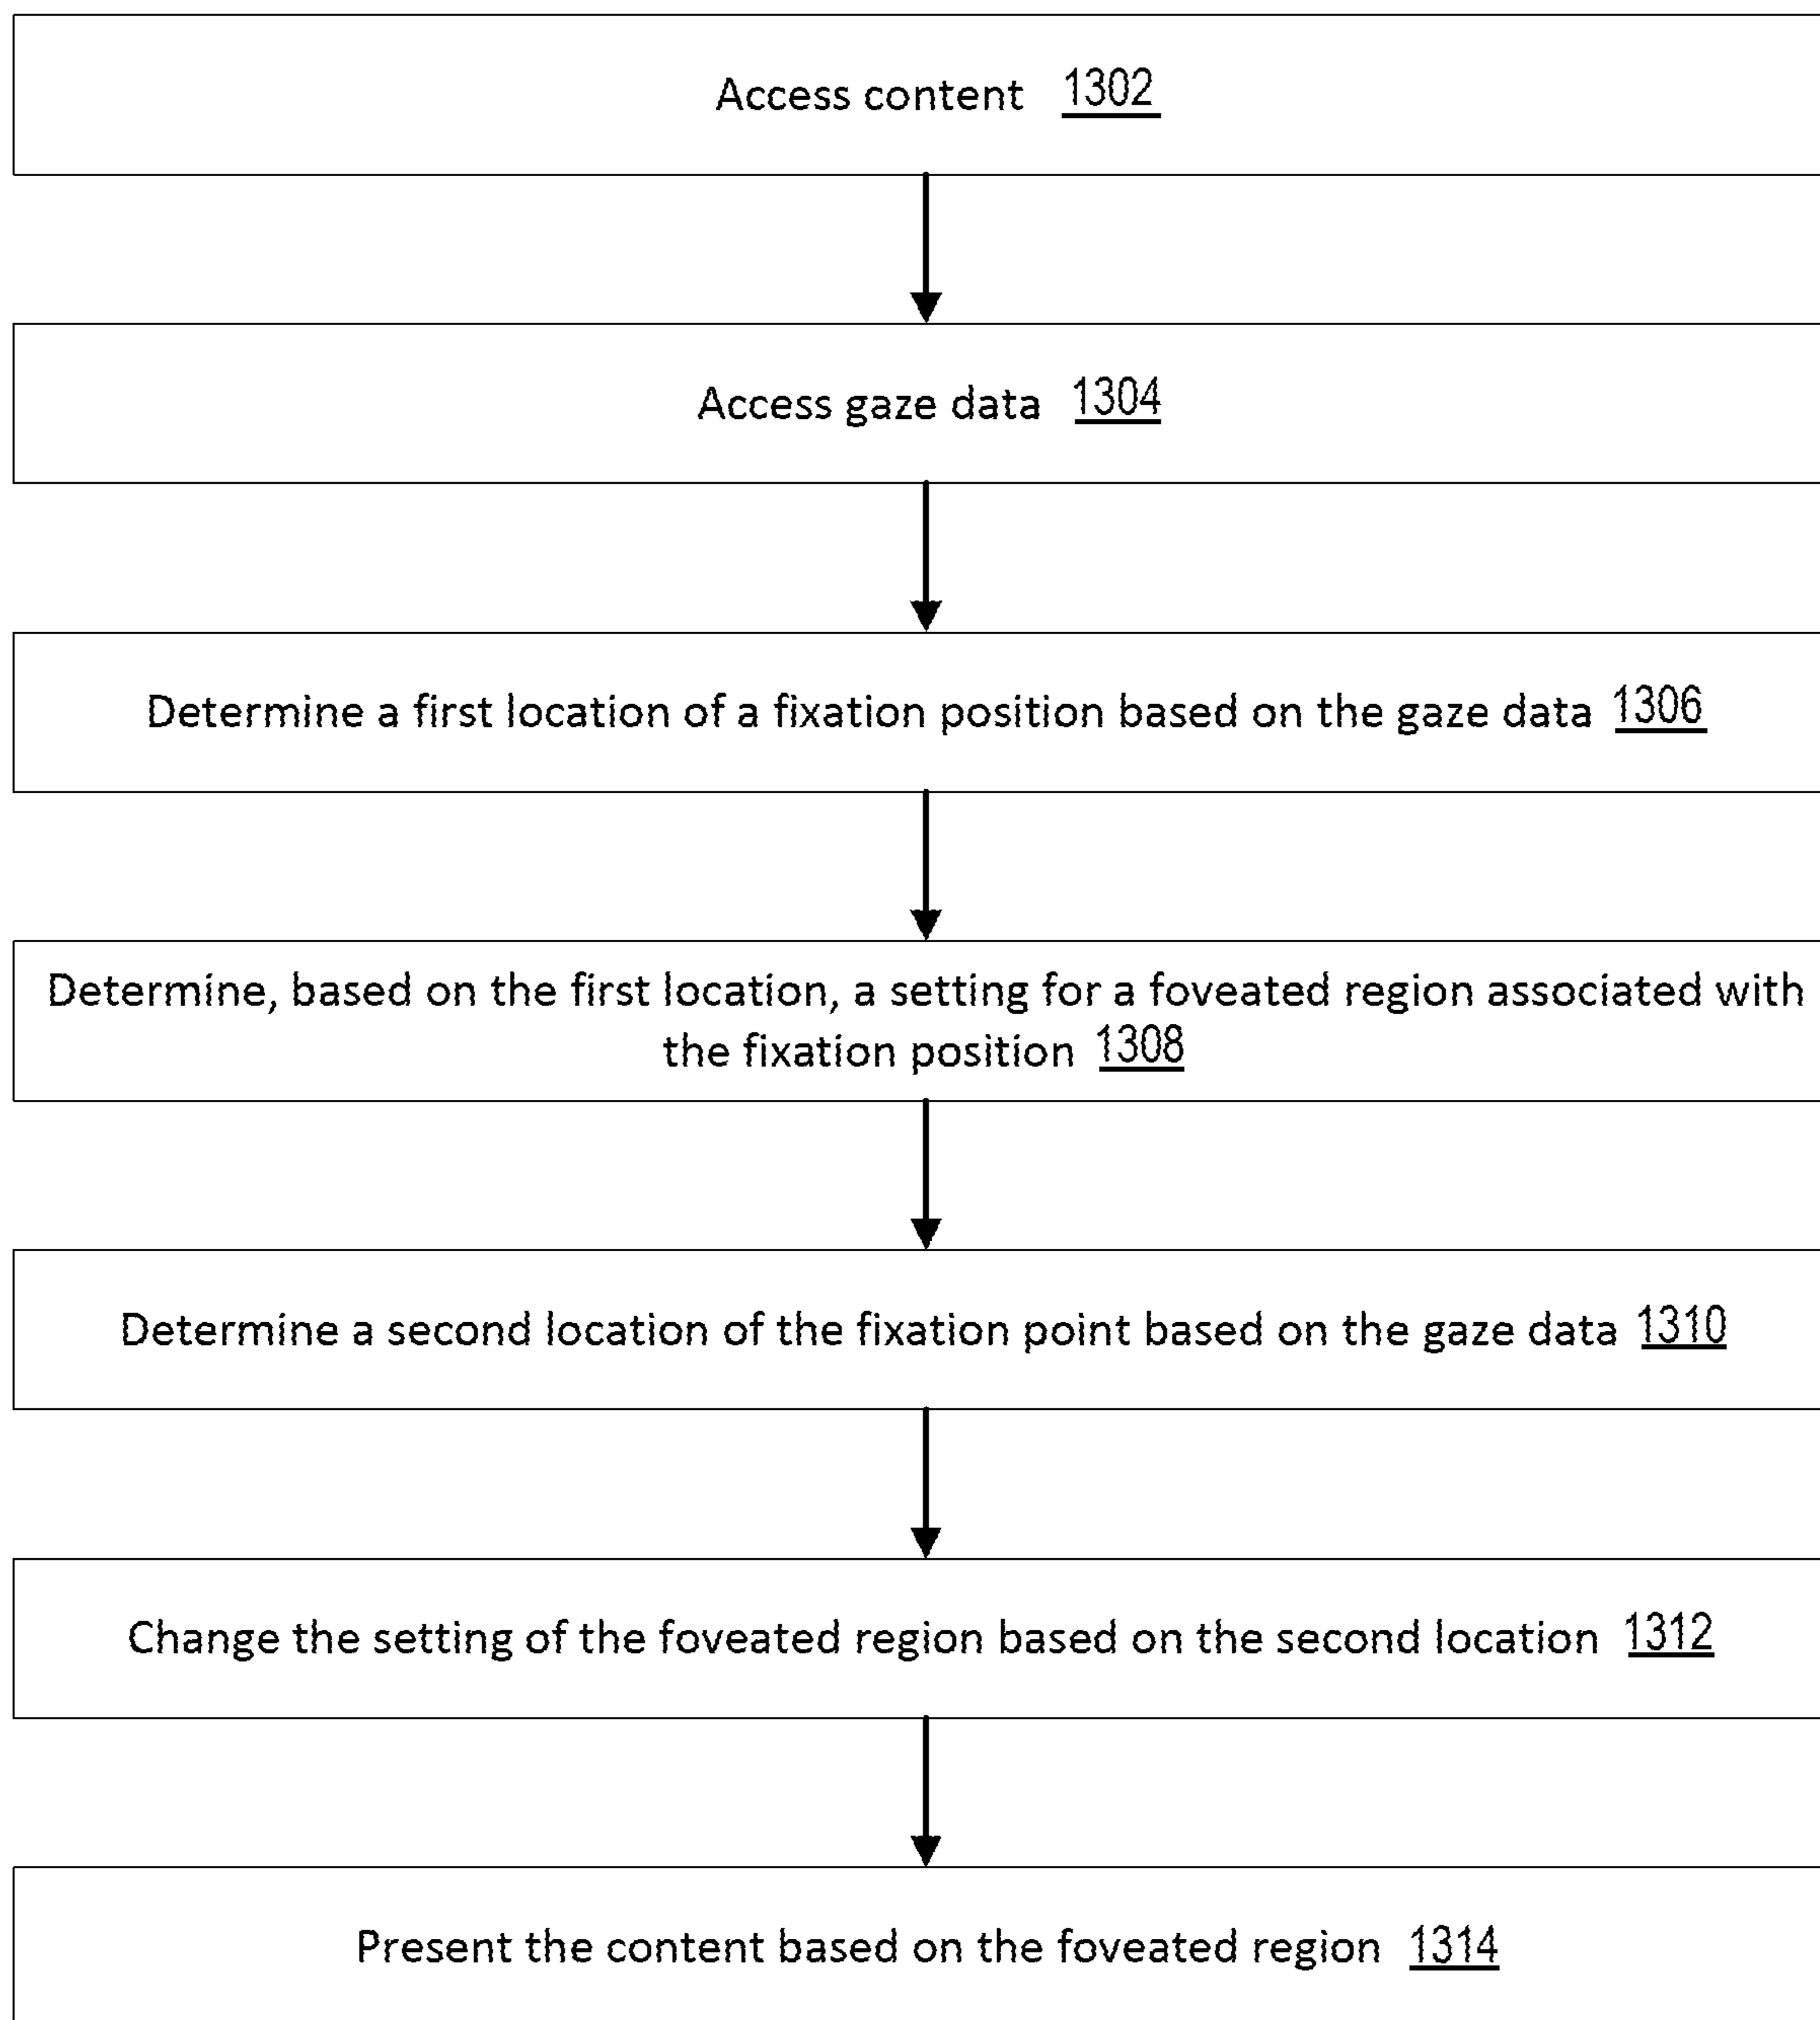 Access content 1302
Access gaze data 1304
Determine a first location of a fixation position based on the gaze data 1306
Determine, based on the first location, a setting for a foveated region associated with
the fixation position 1308
Determine a second location of the fixation point based on the gaze data 1310
Change the setting of the foveated region based on the second location 1312
Present the content based on the foveated region 1314